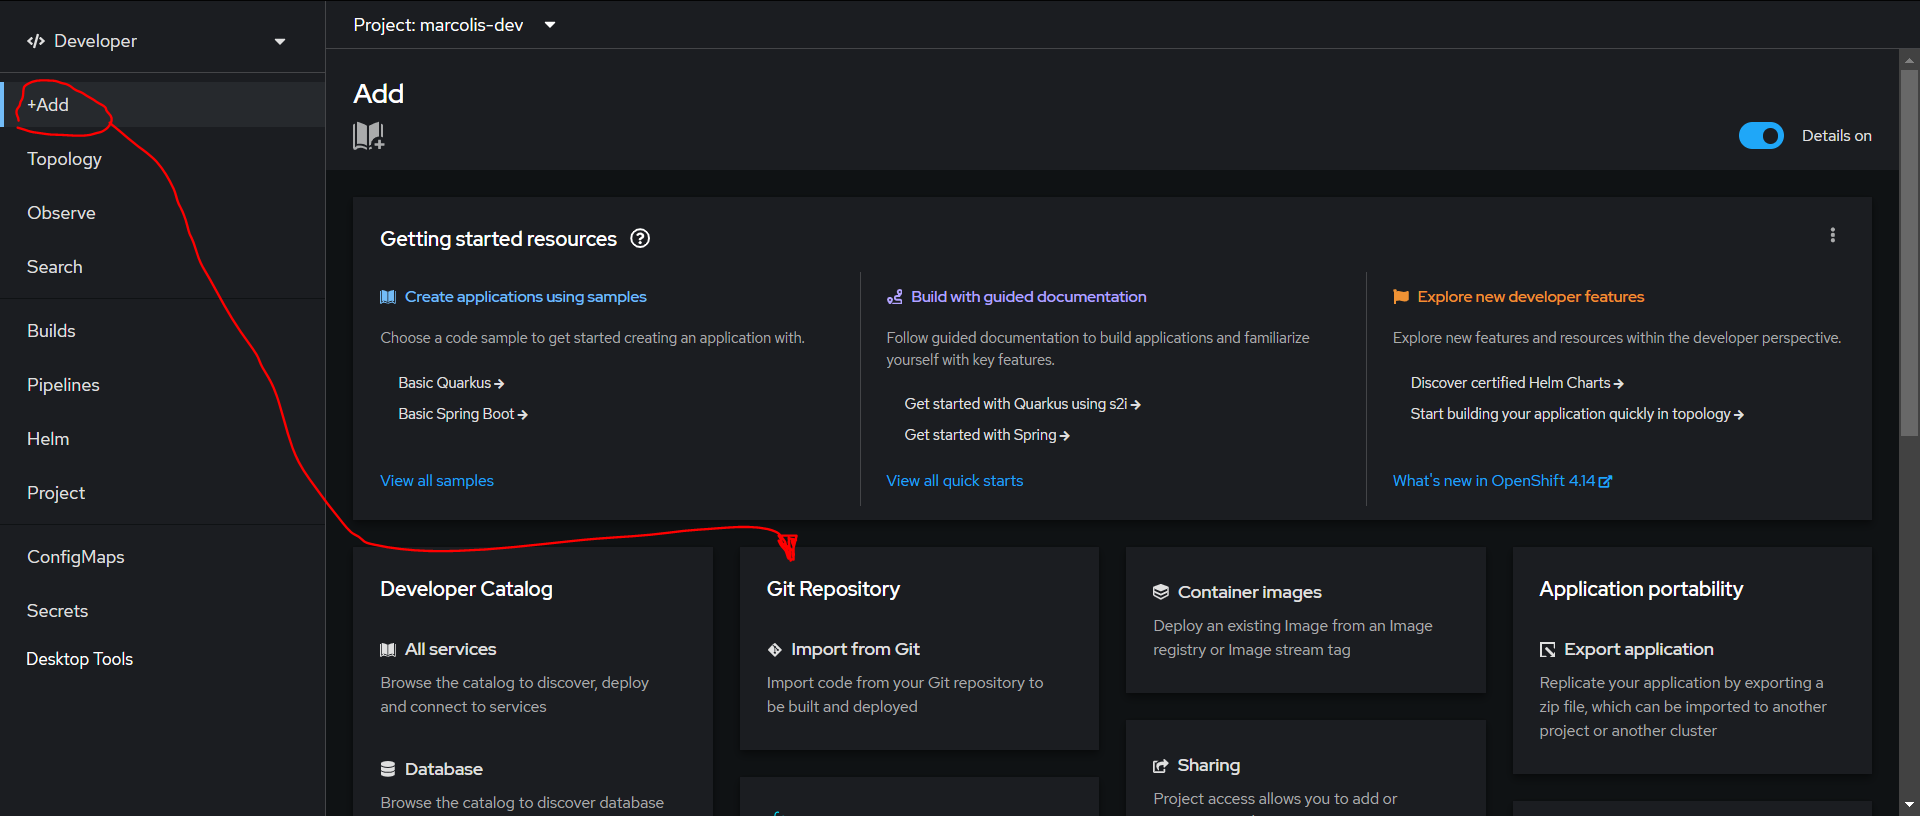 Developer
Project: marcolis-dev
+Add
Topology
Observe
Search
Builds
Pipelines
Helm
Project
ConfigMaps
Secrets
Desktop Tools
Add
Details on
Getting started resources
Create applications using samples
Choose a code sample to get started creating an application with.
Basic Quarkus
Basic Spring Boot
View all samples
Build with guided documentation
Follow guided documentation to build applications and familiarize
yourself with key features.
Get started with Quarkus using s2i
Get started with Spring
View all quick starts
Explore new developer features
Explore new features and resources within the developer perspective.
Discover certified Helm Charts
Start building your application quickly in topology
What's new in OpenShift 4.14
Developer Catalog
All services
Browse the catalog to discover, deploy
and connect to services
Database
Browse the catalog to discover database
Git Repository
Import from Git
Import code from your Git repository to
be built and deployed
Container images
Deploy an existing Image from an Image
registry or Image stream tag
Sharing
Project access allows you to add or
Application portability
Export application
Replicate your application by exporting a
zip file, which can be imported to another
project or another cluster